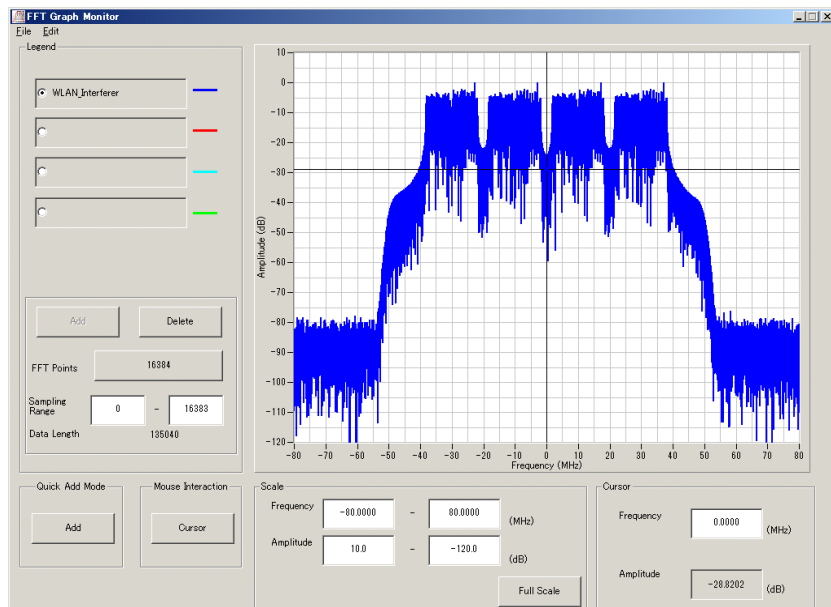 FFT Graph Monitor
File Edit
Legend
WLAN_Interferer
Add Delete
FFT Points 16384
Sampling Range 0 - 16383
Data Length 135040
Quick Add Mode
Add
Mouse Interaction
Cursor
Amplitude (dB)
10
0
-10
-20
-30
-40
-50
-60
-70
-80
-90
-100
-110
-120
-80 -70 -60 -50 -40 -30 -20 -10 0 10 20 30 40 50 60 70 80
Frequency (MHz)
Scale
Frequency -80.0000 - 80.0000 (MHz)
Amplitude 10.0 - -120.0 (dB)
Full Scale
Cursor
Frequency 0.0000 (MHz)
Amplitude -28.8202 (dB)